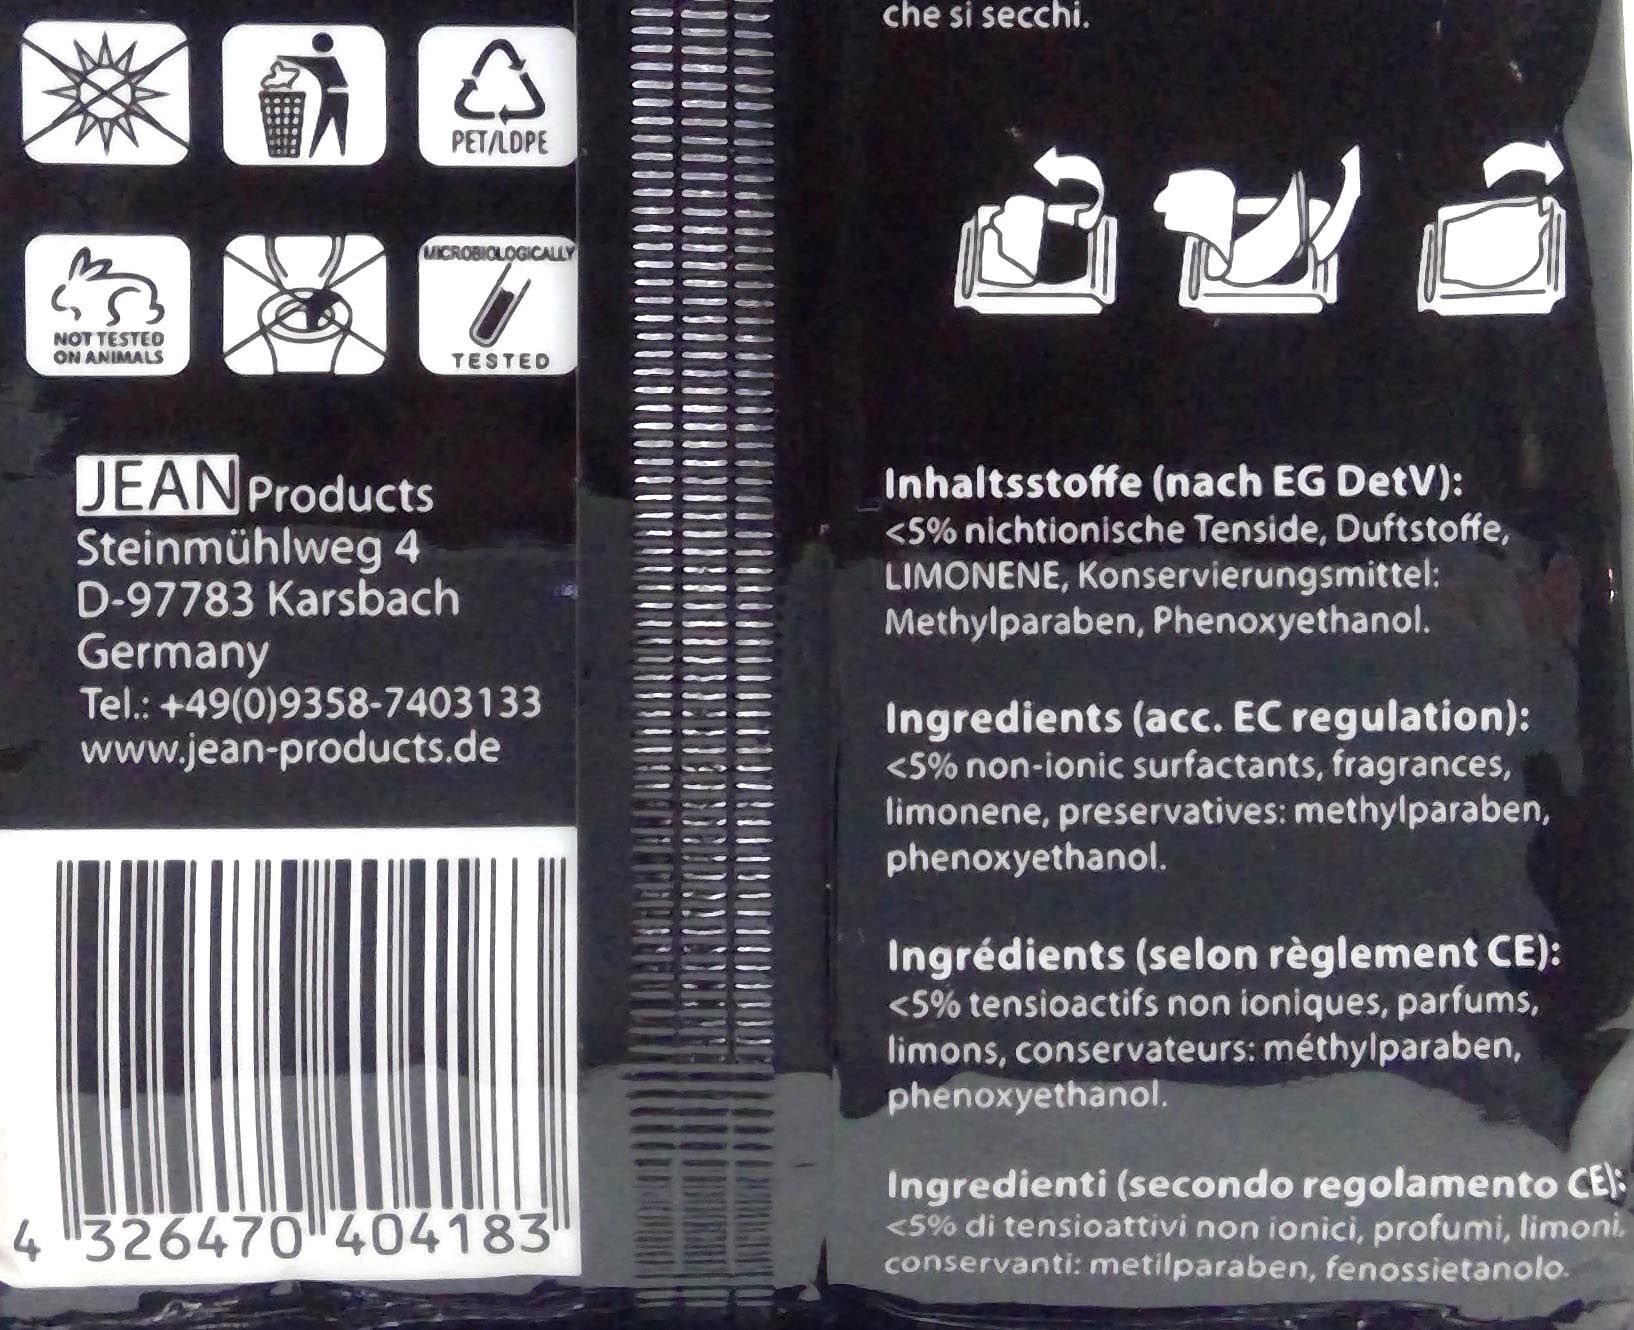 che si secchi.
PET/LDPE
NOT TESTED
ON ANIMALS
MICROBIOLOGICALLY
TESTED
JEAN Products
Steinmühlweg 4
D-97783 Karsbach
Germany
Tel.: +49(0)9358-7403133
www.jean-products.de
4 326470 404183
Inhaltsstoffe (nach EG DetV):
<5% nichtionische Tenside, Duftstoffe,
LIMONENE, Konservierungsmittel:
Methylparaben, Phenoxyethanol.
Ingredients (acc. EC regulation):
<5% non-ionic surfactants, fragrances,
limonene, preservatives: methylparaben,
phenoxyethanol.
Ingrédients (selon règlement CE):
<5% tensioactifs non ioniques, parfums,
limons, conservateurs: méthylparaben,
phenoxyethanol.
Ingredienti (secondo regolamento CE):
<5% di tensioattivi non ionici, profumi, limoni,
conservanti: metilparaben, fenossietanolo.